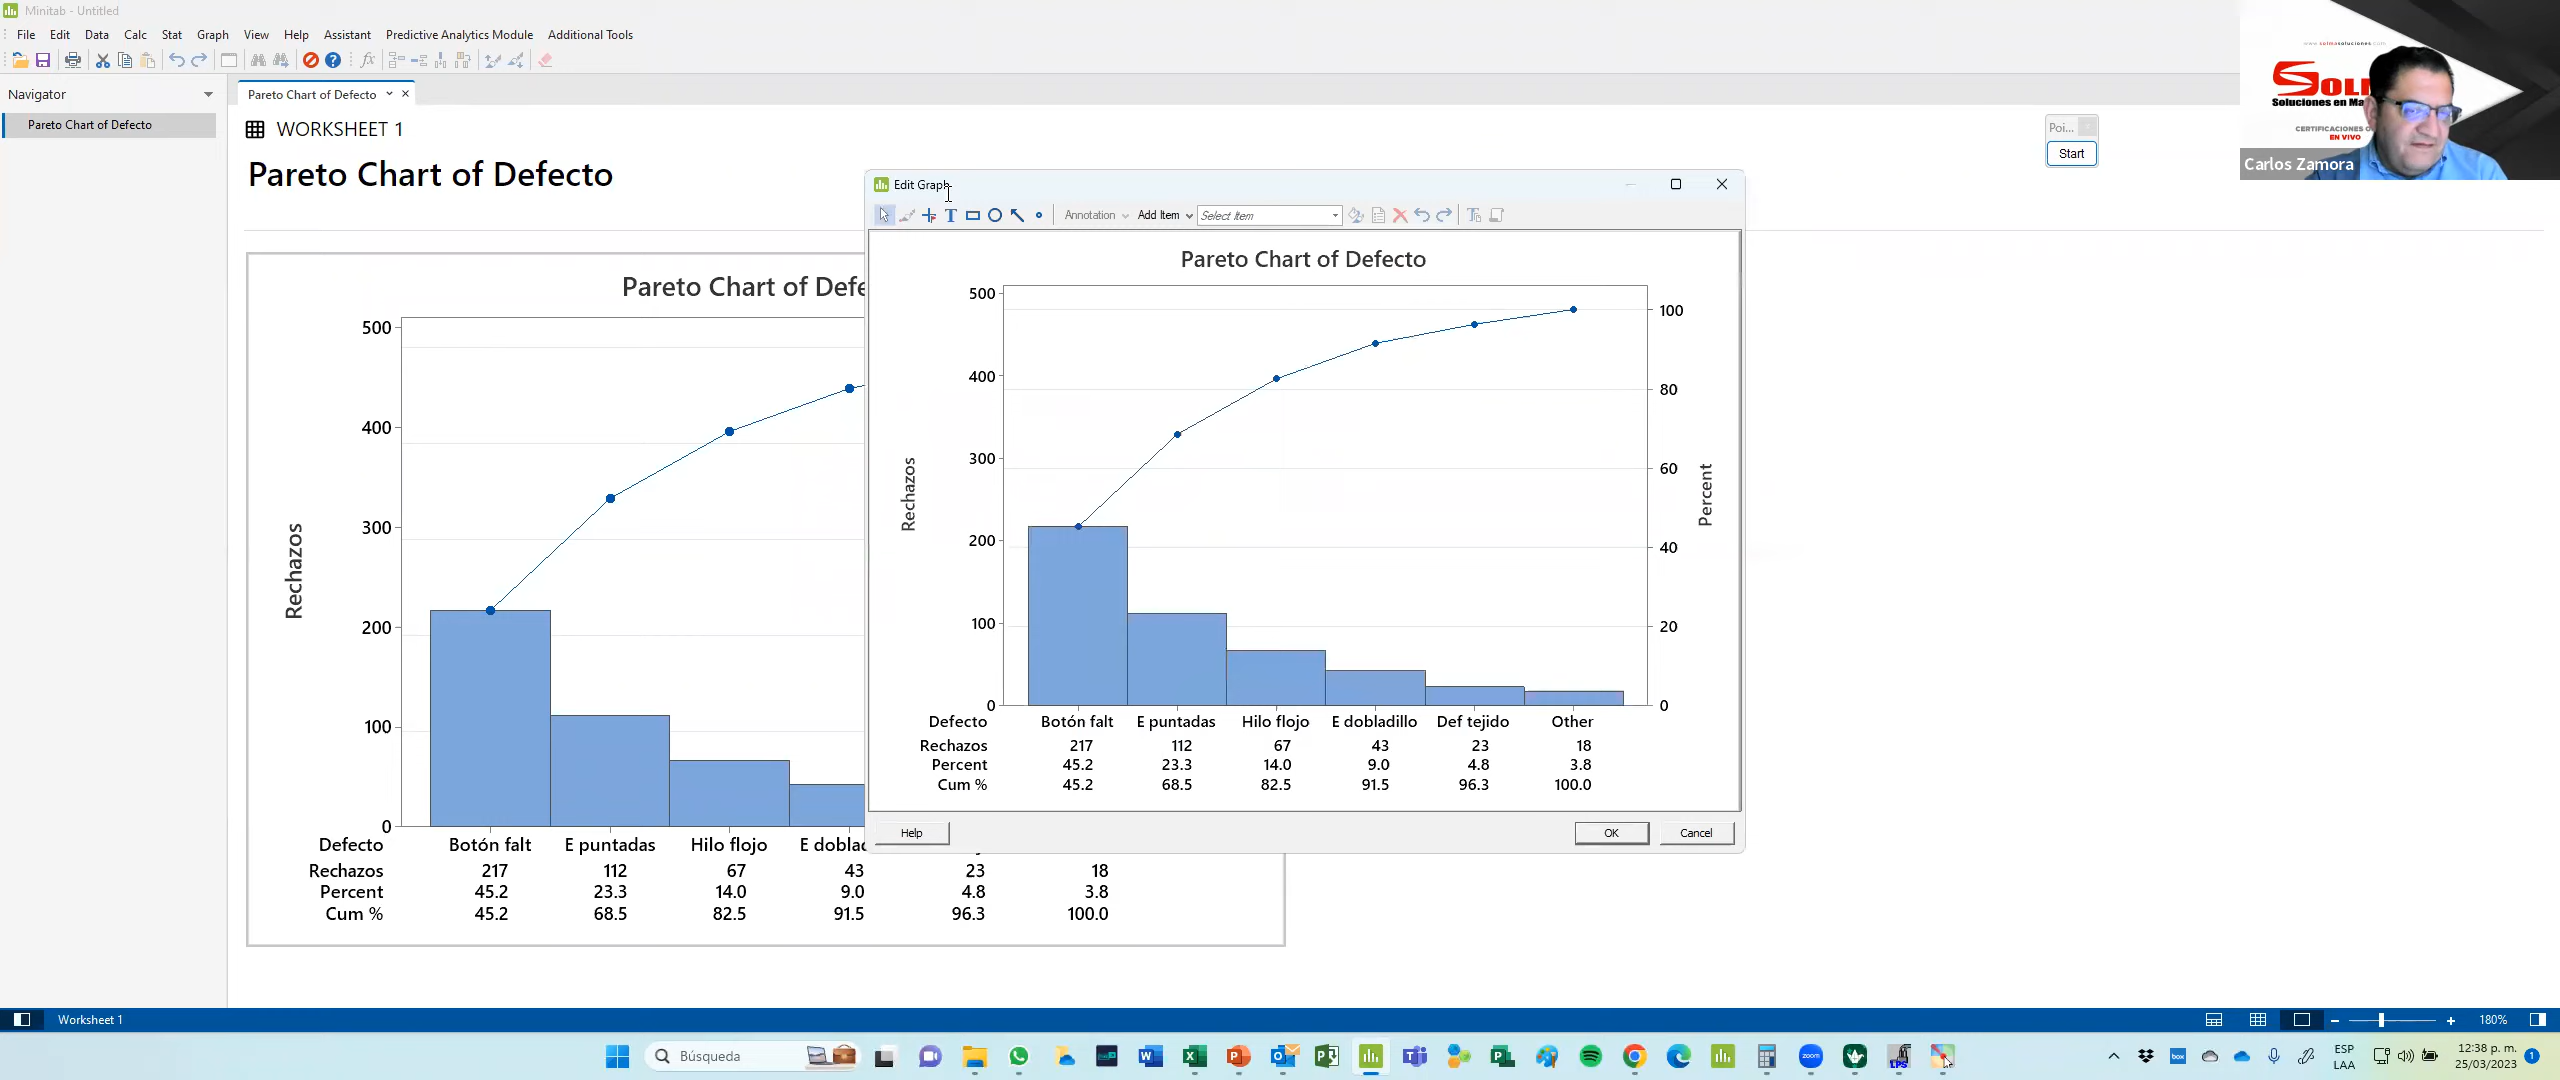 Minitab - Untitled
File Edit Data Calc Stat Graph View Help Assistant Predictive Analytics Module Additional Tools
Navigator
Pareto Chart of Defecto
Pareto Chart of Defecto
WORKSHEET 1
Pareto Chart of Defecto
Poi...
Start
Carlos Zamora
Soluciones en
CERTIFICACIONES
EN VIVO
Pareto Chart of
500
400
300
200
100
0
Rechazos
Defecto Botón falt E puntadas Hilo flojo
Rechazos 217 112 67 43 23 18
Percent 45.2 23.3 14.0 9.0 4.8 3.8
Cum % 45.2 68.5 82.5 91.5 96.3 100.0
Edit Graph
Annotation Add Item Select Item
Pareto Chart of Defecto
500
400
300
200
100
0
Rechazos
100
80
60
40
20
0
Percent
Defecto Botón falt E puntadas Hilo flojo E dobladillo Def tejido Other
Rechazos 217 112 67 43 23 18
Percent 45.2 23.3 14.0 9.0 4.8 3.8
Cum % 45.2 68.5 82.5 91.5 96.3 100.0
Help OK Cancel
Worksheet 1
180%
Búsqueda
ESP
LAA
12:38 p. m.
25/03/2023
1